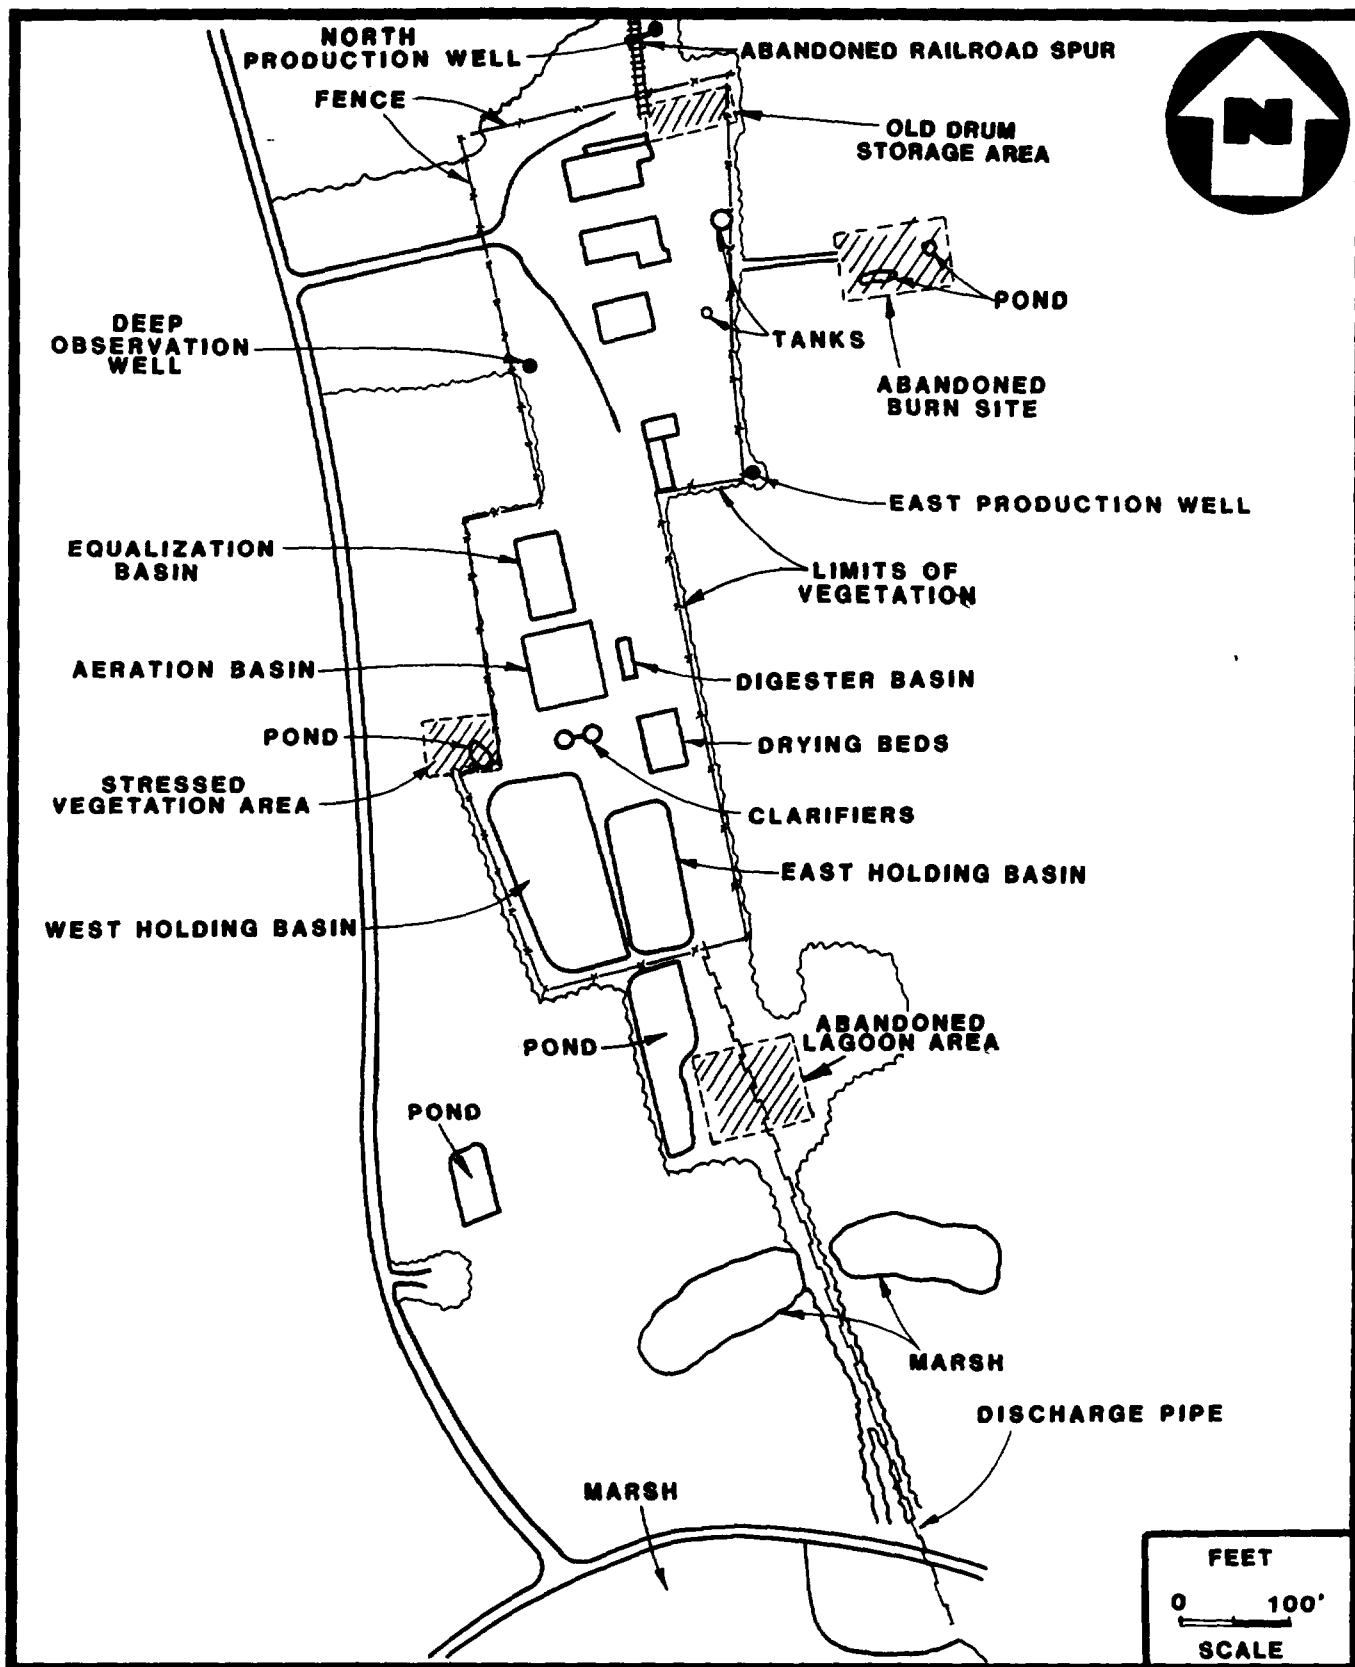 NORTH
PRODUCTION WELL
ABANDONED RAILROAD SPUR
FENCE
N
OLD DRUM
STORAGE AREA
POND
DEEP
OBSERVATION
WELL
TANKS
ABANDONED
BURN SITE
EAST PRODUCTION WELL
EQUALIZATION
BASIN
LIMITS OF
VEGETATION
AERATION BASIN
DIGESTER BASIN
POND
DRYING BEDS
STRESSED
VEGETATION AREA
CLARIFIERS
EAST HOLDING BASIN
WEST HOLDING BASIN
ABANDONED
LAGOON AREA
POND
POND
MARSH
DISCHARGE PIPE
MARSH
FEET
0 100'
SCALE